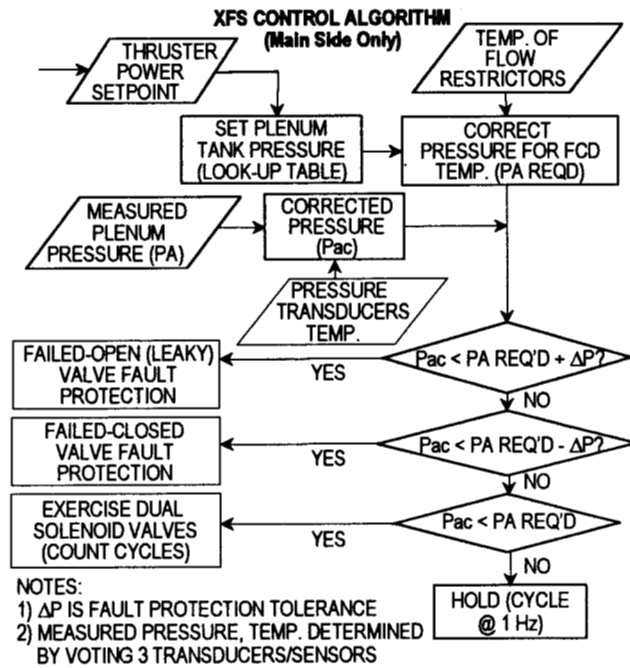 XFS CONTROL ALGORITHM
(Main Side Only)
THRUSTER
POWER
SETPOINT
TEMP. OF
FLOW
RESTRICTORS
SET PLENUM
TANK PRESSURE
(LOOK-UP TABLE)
CORRECT
PRESSURE FOR FCD
TEMP. (PA REQD)
MEASURED
PLENUM
PRESSURE (PA)
CORRECTED
PRESSURE
(Pac)
PRESSURE
TRANSDUCERS
TEMP.
FAILED-OPEN (LEAKY)
VALVE FAULT
PROTECTION
YES
Pac < PA REQ'D + ΔP?
NO
FAILED-CLOSED
VALVE FAULT
PROTECTION
YES
Pac < PA REQ'D - ΔP?
NO
EXERCISE DUAL
SOLENOID VALVES
(COUNT CYCLES)
YES
Pac < PA REQ'D
NO
HOLD (CYCLE
@ 1 Hz)
NOTES:
1) ΔP IS FAULT PROTECTION TOLERANCE
2) MEASURED PRESSURE, TEMP. DETERMINED
BY VOTING 3 TRANSDUCERS/SENSORS